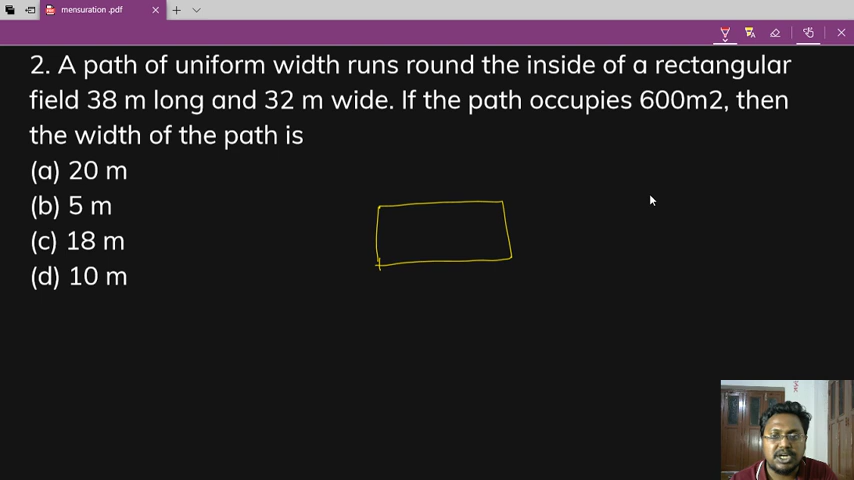 mensuration .pdf
2. A path of uniform width runs round the inside of a rectangular
field 38 m long and 32 m wide. If the path occupies 600m2, then
the width of the path is
(a) 20 m
(b) 5 m
(c) 18 m
(d) 10 m